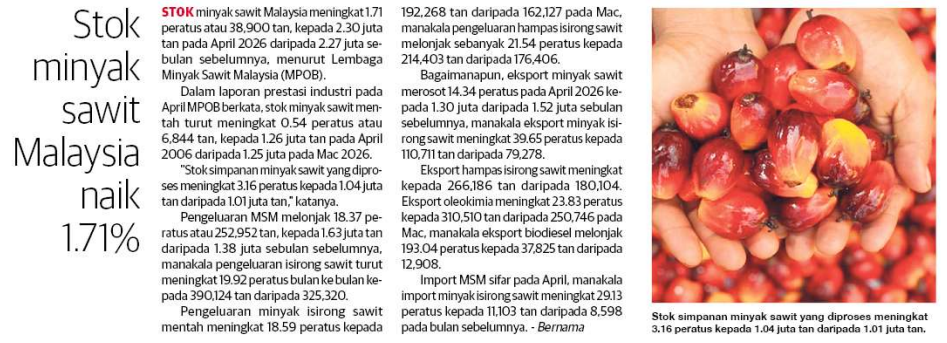 Stok
minyak
sawit
Malaysia
naik
1.71%
STOK minyak sawit Malaysia meningkat 1.71
peratus atau 38,900 tan, kepada 2.30 juta
tan pada April 2026 daripada 2.27 juta se-
bulan sebelumnya, menurut Lembaga
Minyak Sawit Malaysia (MPOB).
Dalam laporan prestasi industri pada
April MPOB berkata, stok minyak sawit men-
tah turut meningkat 0.54 peratus atau
6,844 tan, kepada 1.26 juta tan pada April
2006 daripada 1.25 juta pada Mac 2026.
"Stok simpanan minyak sawit yang dipro-
ses meningkat 3.16 peratus kepada 1.04 juta
tan daripada 1.01 juta tan," katanya.
Pengeluaran MSM melonjak 18.37 pe-
ratus atau 252,952 tan, kepada 1.63 juta tan
daripada 1.38 juta sebulan sebelumnya,
manakala pengeluaran isirong sawit turut
meningkat 19.92 peratus bulan ke bulan ke-
pada 390,124 tan daripada 325,320.
Pengeluaran minyak isirong sawit
mentah meningkat 18.59 peratus kepada
192,268 tan daripada 162,127 pada Mac,
manakala pengeluaran hampas isirong sawit
melonjak sebanyak 21.54 peratus kepada
214,403 tan daripada 176,406.
Bagaimanapun, eksport minyak sawit
merosot 14.34 peratus pada April 2026 ke-
pada 1.30 juta daripada 1.52 juta sebulan
sebelumnya, manakala eksport minyak isi-
rong sawit meningkat 39.65 peratus kepada
110,711 tan daripada 79,278.
Eksport hampas isirong sawit meningkat
kepada 266,186 tan daripada 180,104.
Eksport oleokimia meningkat 23.83 peratus
kepada 310,510 tan daripada 250,746 pada
Mac, manakala eksport biodiesel melonjak
193.04 peratus kepada 37,825 tan daripada
12,908.
Import MSM sifar pada April, manakala
import minyak isirong sawit meningkat 29.13
peratus kepada 11,103 tan daripada 8,598
pada bulan sebelumnya. - Bernama
Stok simpanan minyak sawit yang diproses meningkat
3.16 peratus kepada 1.04 juta tan daripada 1.01 juta tan.